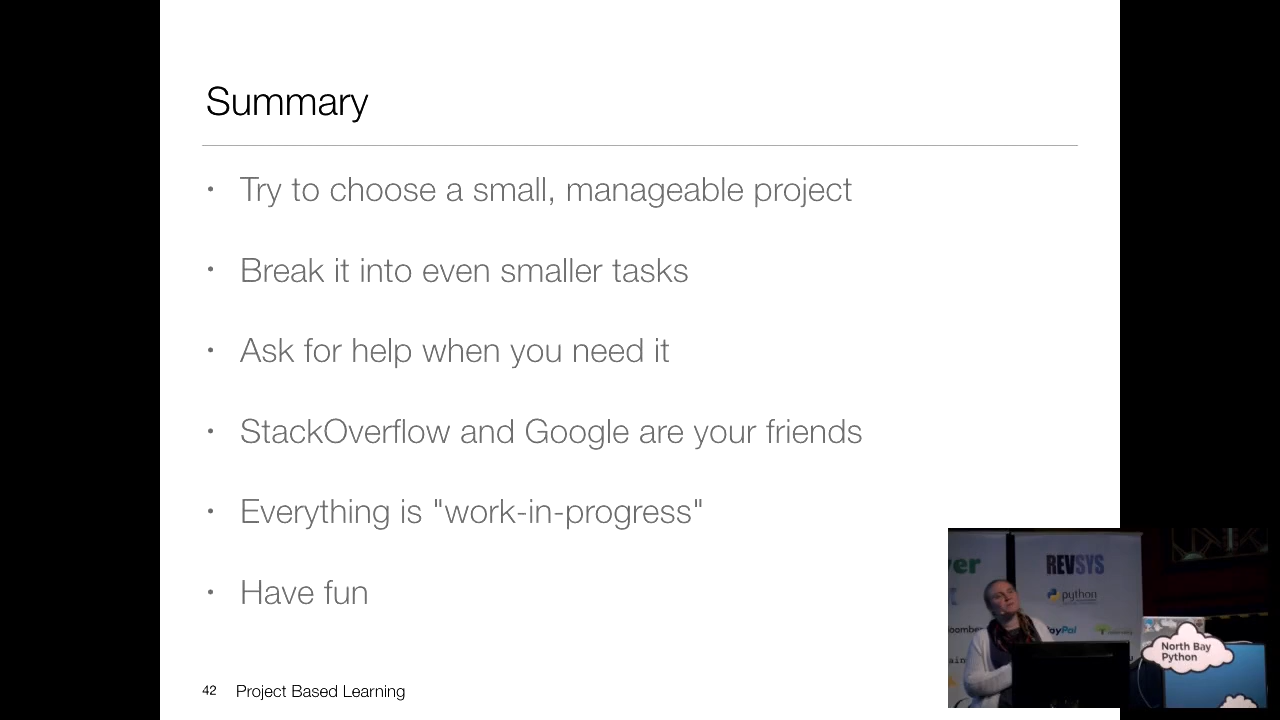 Summary
• Try to choose a small, manageable project
• Break it into even smaller tasks
• Ask for help when you need it
• StackOverflow and Google are your friends
• Everything is "work-in-progress"
• Have fun
42 Project Based Learning
REVSYS
python
PayPal
North Bay
Python